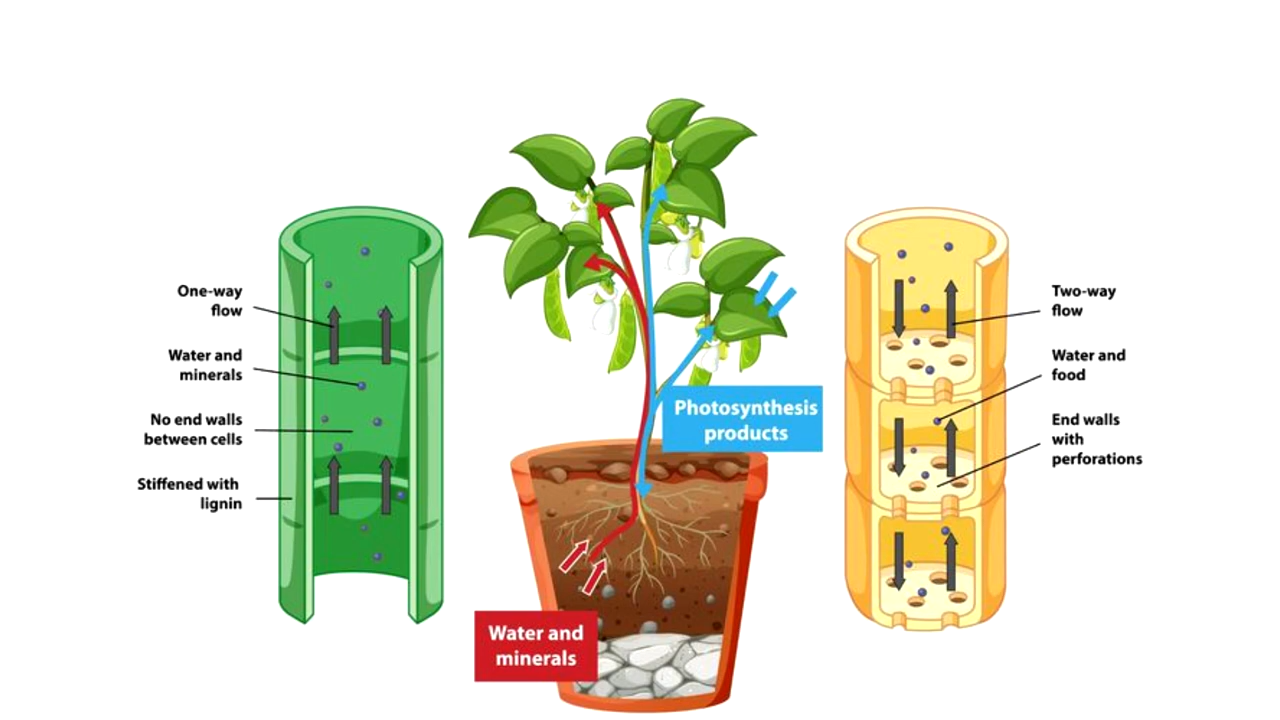 One-way
flow
Water and
minerals
No end walls
between cells
Stiffened with
lignin
Photosynthesis
products
Water and
minerals
Two-way
flow
Water and
food
End walls
with
perforations